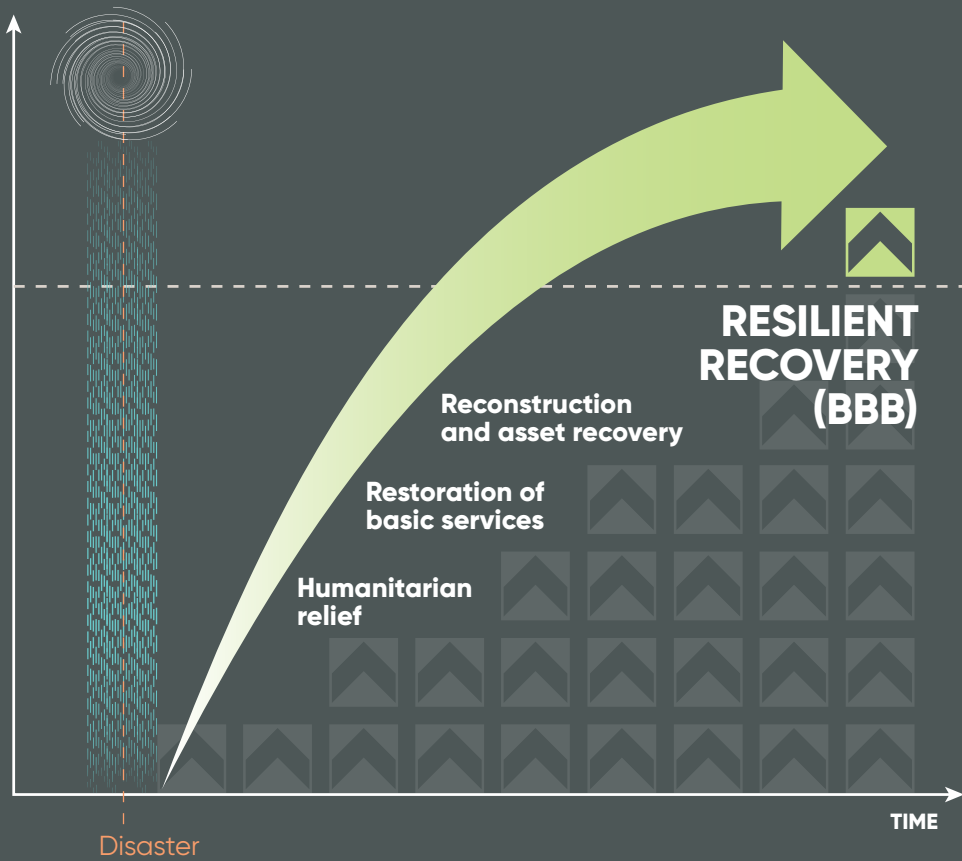 RESILIENT
RECOVERY
(BBB)
Reconstruction
and asset recovery
Restoration of
basic services
Humanitarian
relief
TIME
Disaster